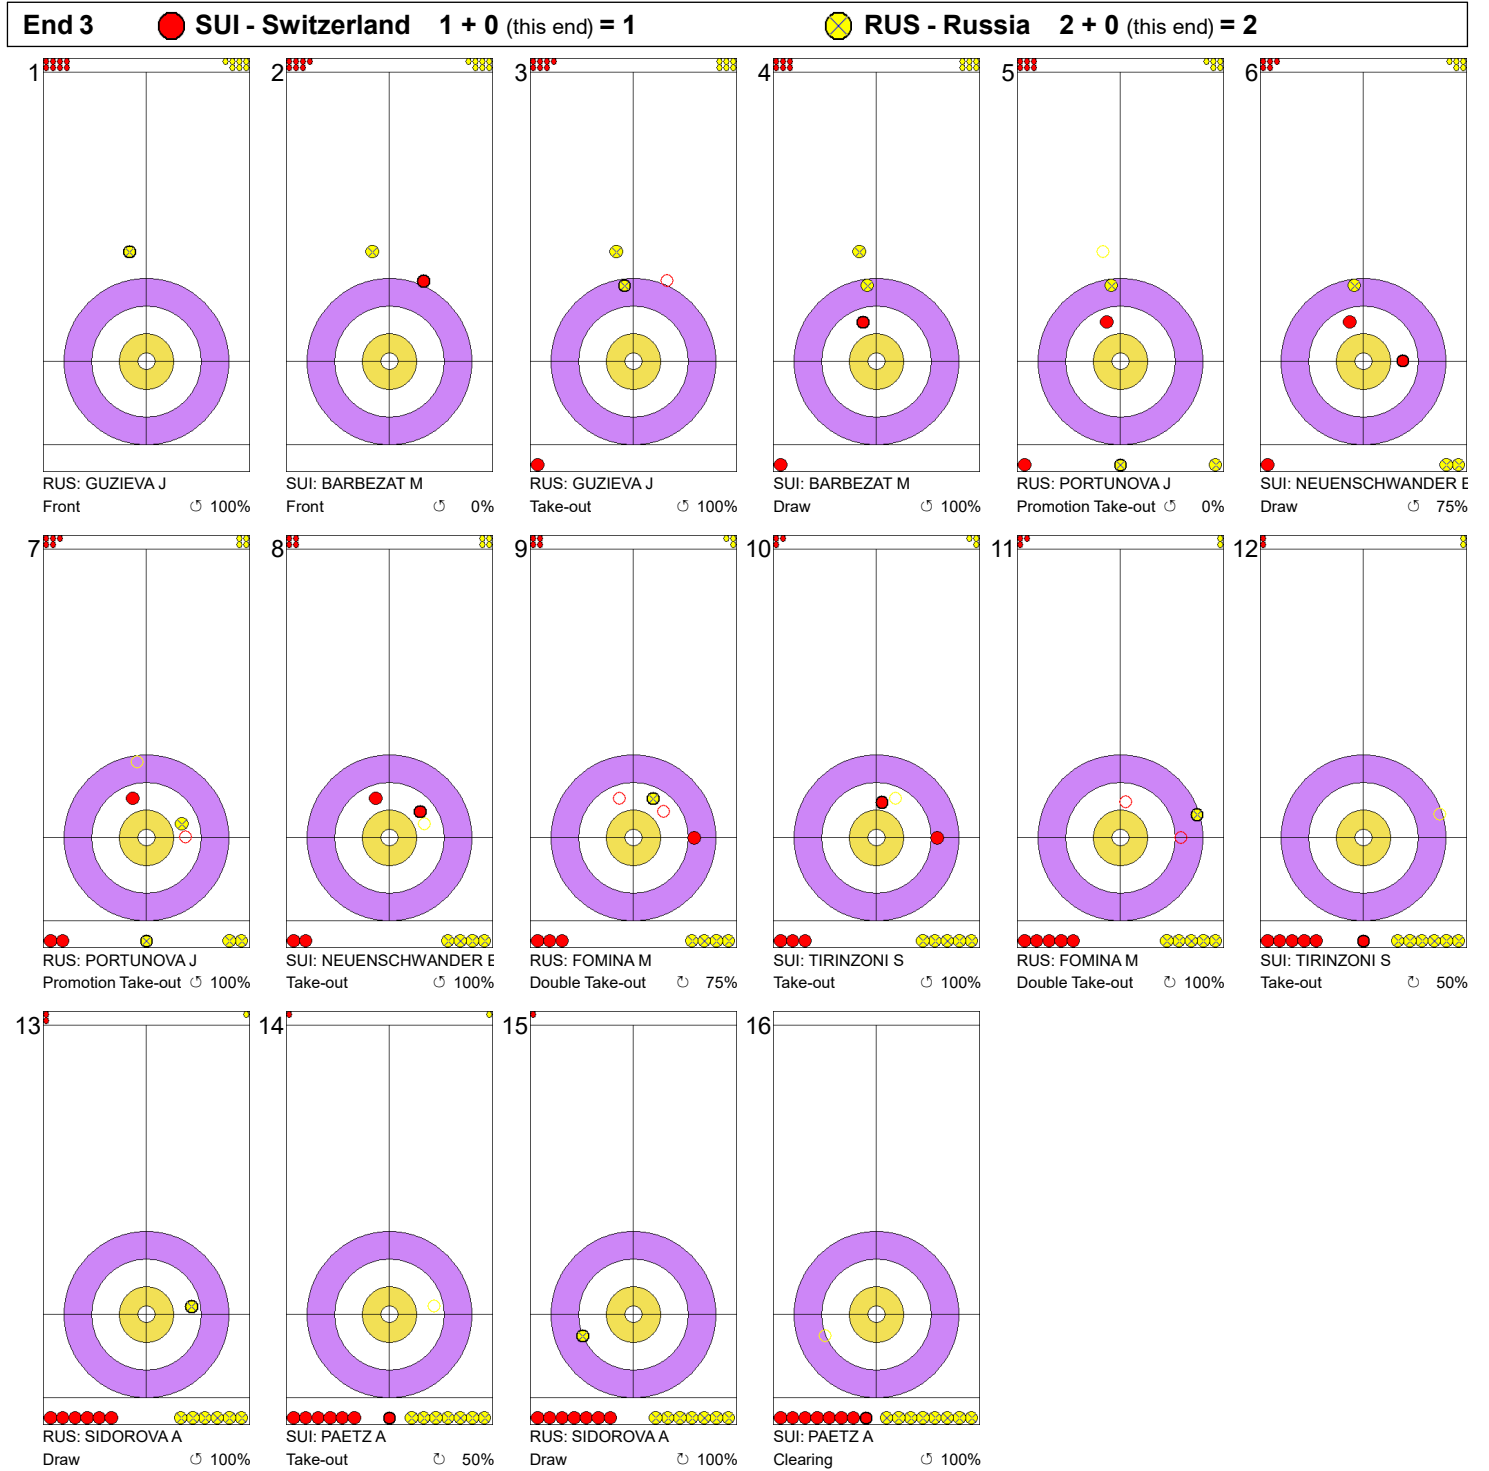 End 3 SUI - Switzerland 1 + 0 (this end) = 1 RUS - Russia 2 + 0 (this end) = 2
1
RUS: GUZIEVA J
Front ↺ 100%
2
SUI: BARBEZAT M
Front ↺ 0%
3
RUS: GUZIEVA J
Take-out ↺ 100%
4
SUI: BARBEZAT M
Draw ↺ 100%
5
RUS: PORTUNOVA J
Promotion Take-out ↺ 0%
6
SUI: NEUENSCHWANDER E
Draw ↺ 75%
7
RUS: PORTUNOVA J
Promotion Take-out ↺ 100%
8
SUI: NEUENSCHWANDER E
Take-out ↺ 100%
9
RUS: FOMINA M
Double Take-out ↻ 75%
10
SUI: TIRINZONI S
Take-out ↺ 100%
11
RUS: FOMINA M
Double Take-out ↻ 100%
12
SUI: TIRINZONI S
Take-out ↻ 50%
13
RUS: SIDOROVA A
Draw ↺ 100%
14
SUI: PAETZ A
Take-out ↻ 50%
15
RUS: SIDOROVA A
Draw ↻ 100%
16
SUI: PAETZ A
Clearing ↺ 100%